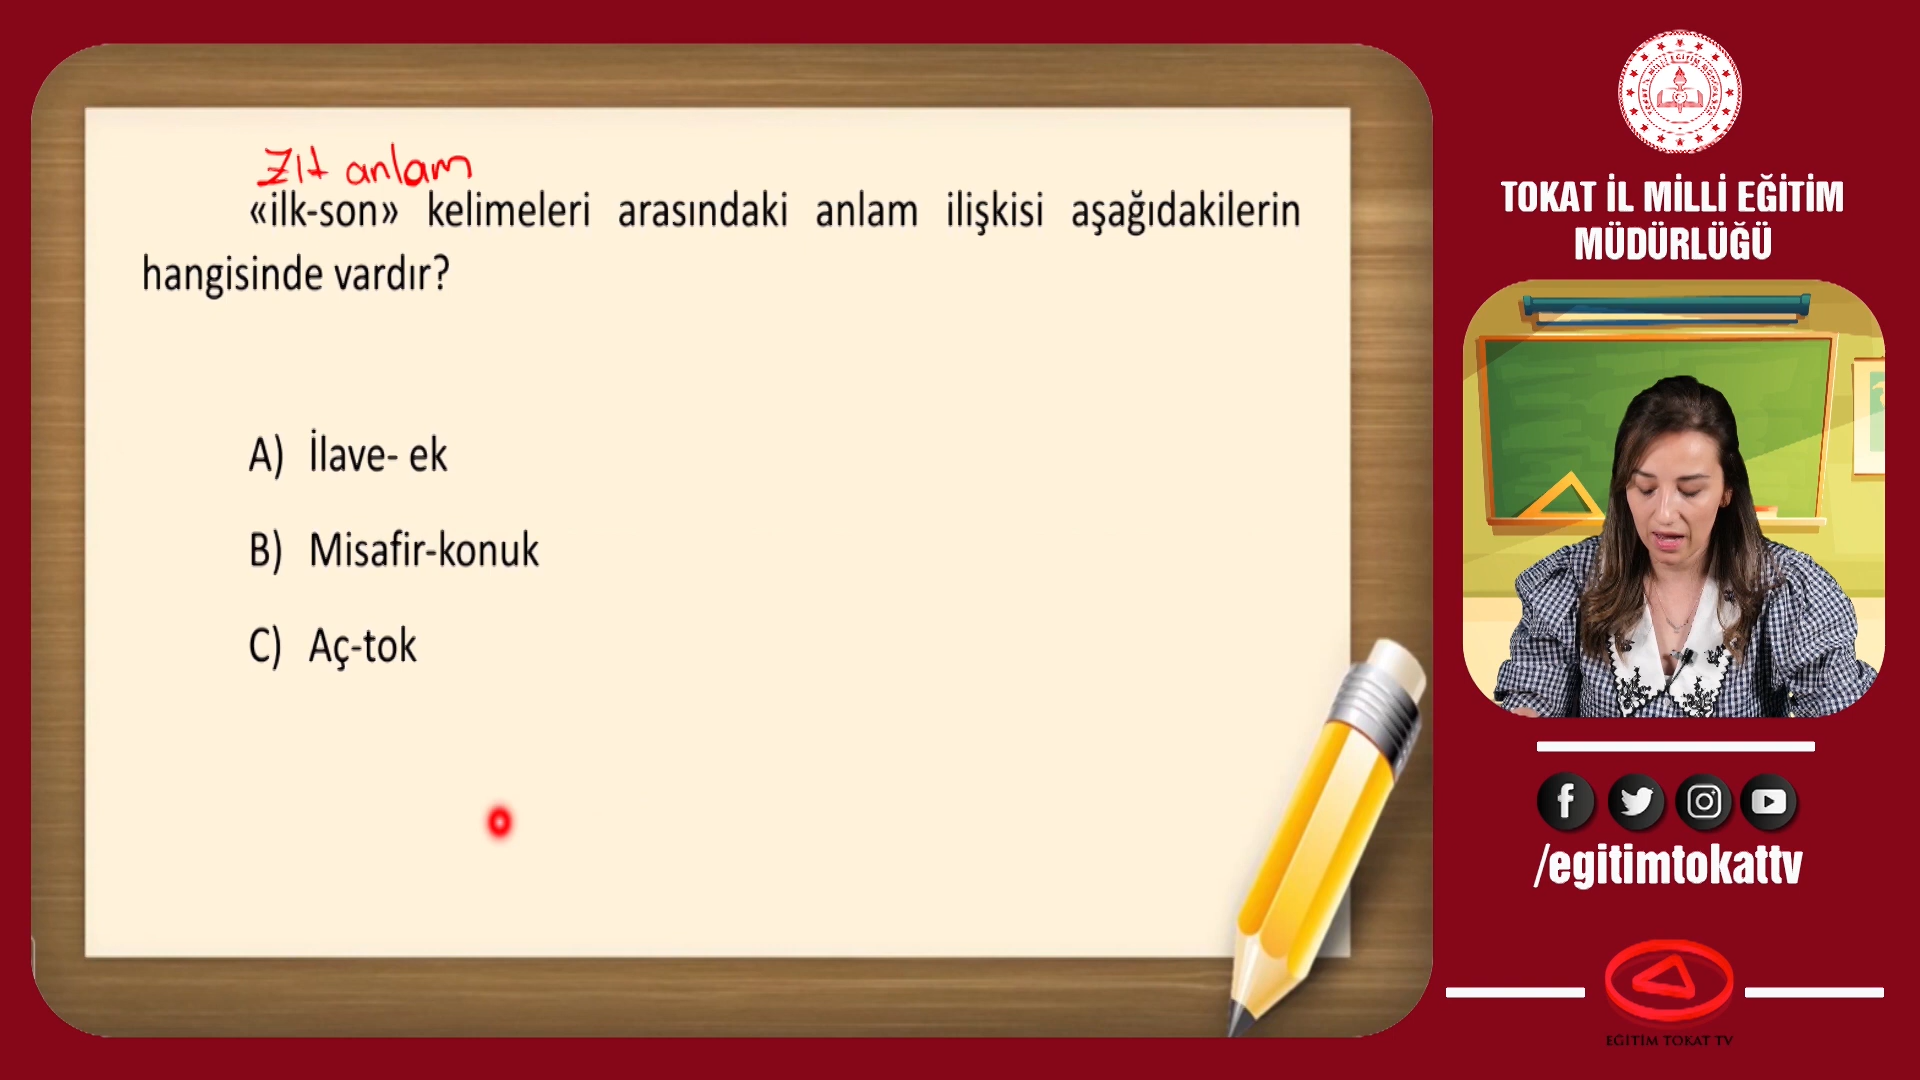 Zıt anlam
«ilk-son» kelimeleri arasındaki anlam ilişkisi aşağıdakilerin
hangisinde vardır?
A) İlave- ek
B) Misafir-konuk
C) Aç-tok
TOKAT İL MİLLİ EĞİTİM
MÜDÜRLÜĞÜ
/egitimtokattv
EĞİTİM TOKAT TV